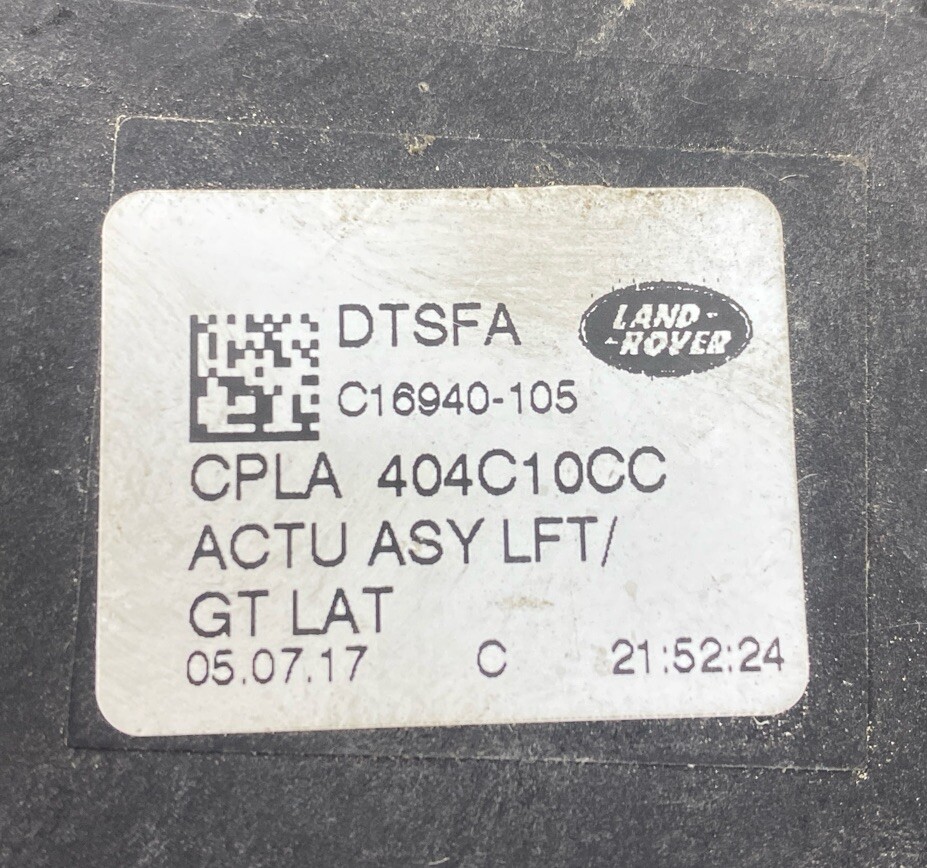 DTSFA
LAND-
-ROVER
C16940-105
CPLA 404C10CC
ACTU ASY LFT/
GT LAT
05.07.17 C 21:52:24